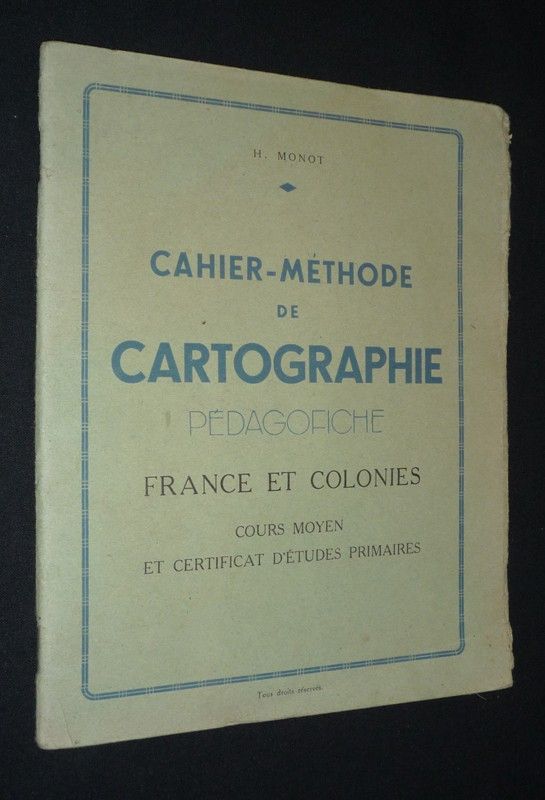 H. MONOT
CAHIER-MÉTHODE
DE
CARTOGRAPHIE
PÉDAGOFICHE
FRANCE ET COLONIES
COURS MOYEN
ET CERTIFICAT D'ÉTUDES PRIMAIRES
Tous droits réservés.